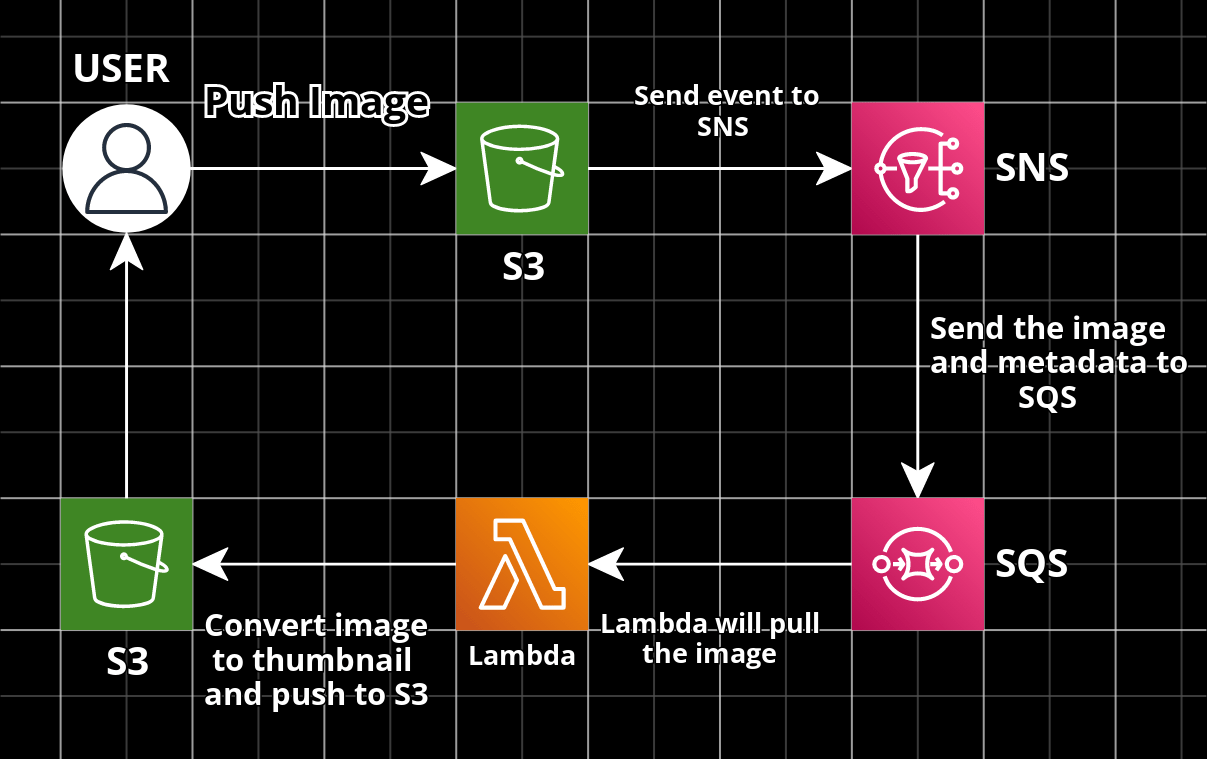 USER
Push Image
Send event to
SNS
SNS
S3
Send the image
and metadata to
SQS
SQS
Lambda will pull
the image
Lambda
Convert image
to thumbnail
and push to S3
S3